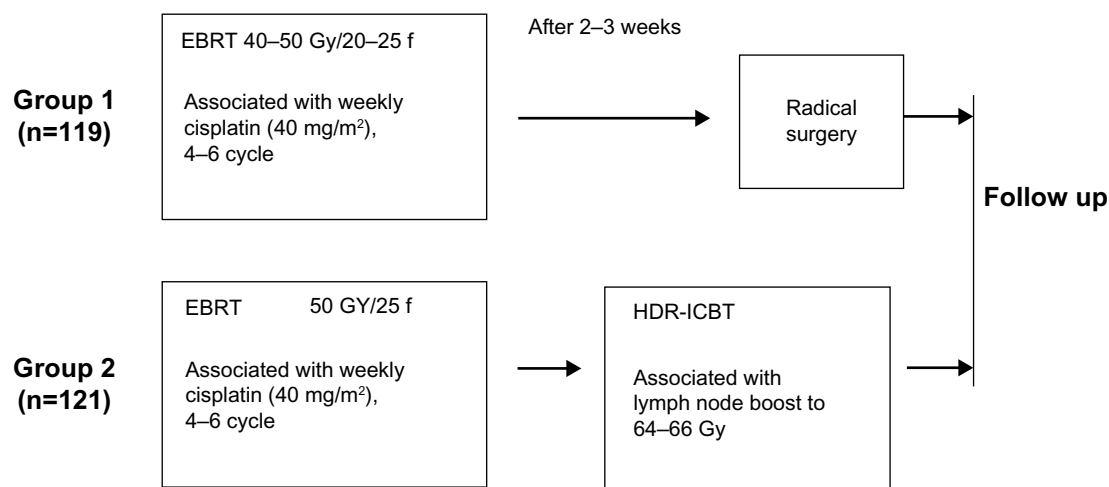 Group 1
(n=119)
EBRT 40–50 Gy/20–25 f
Associated with weekly
cisplatin (40 mg/m²),
4–6 cycle
After 2–3 weeks
Radical
surgery
Follow up
Group 2
(n=121)
EBRT 50 GY/25 f
Associated with weekly
cisplatin (40 mg/m²),
4–6 cycle
HDR-ICBT
Associated with
lymph node boost to
64–66 Gy